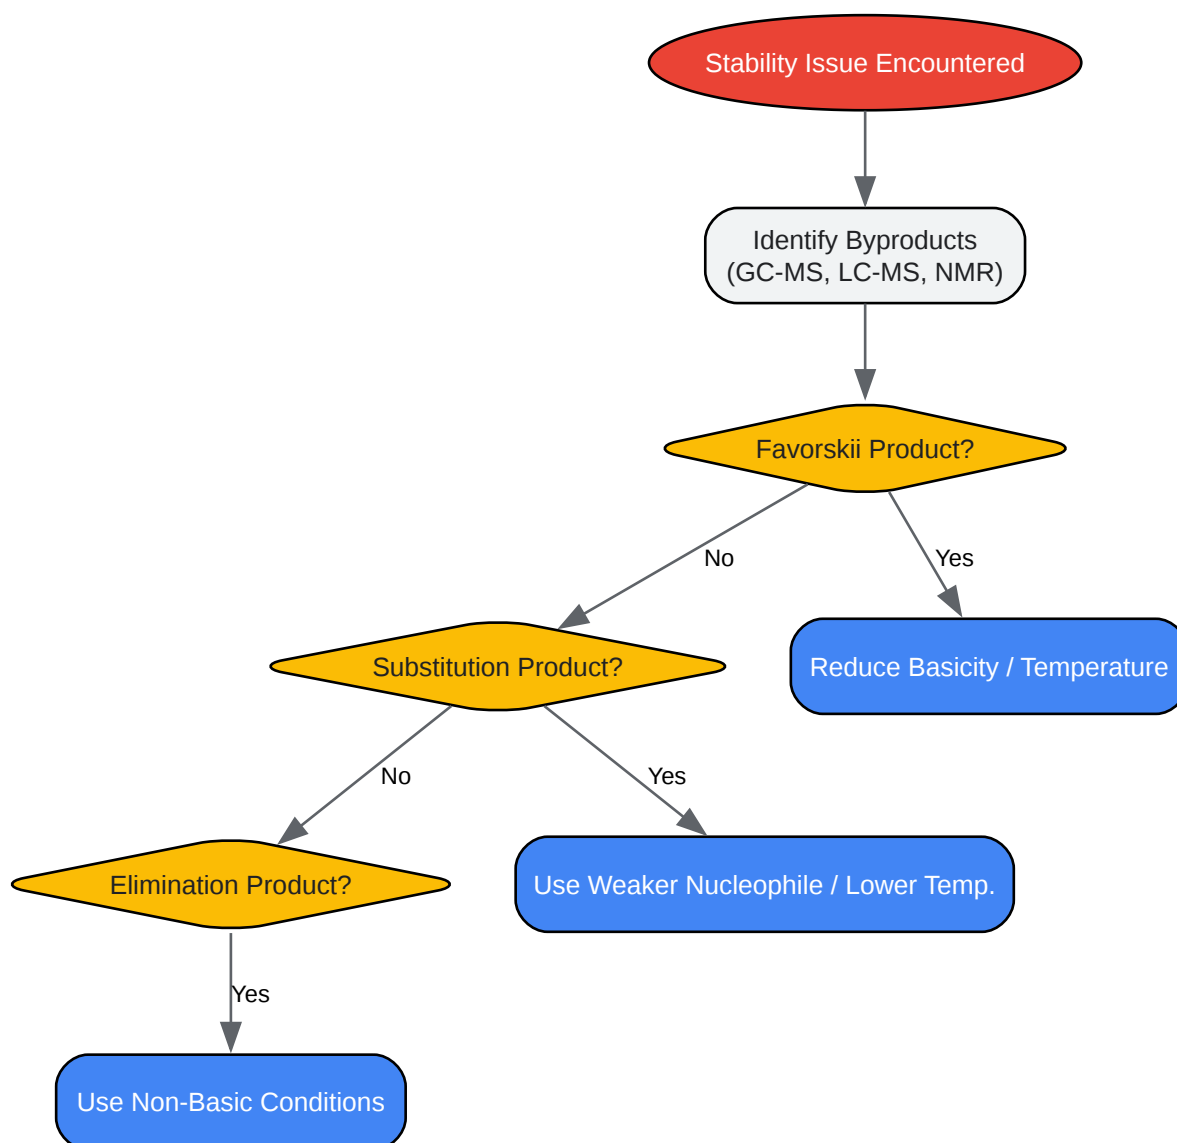 Stability Issue Encountered
Identify Byproducts
(GC-MS, LC-MS, NMR)
Favorskii Product?
No
Yes
Substitution Product?
Reduce Basicity / Temperature
No
Yes
Elimination Product?
Use Weaker Nucleophile / Lower Temp.
Yes
Use Non-Basic Conditions